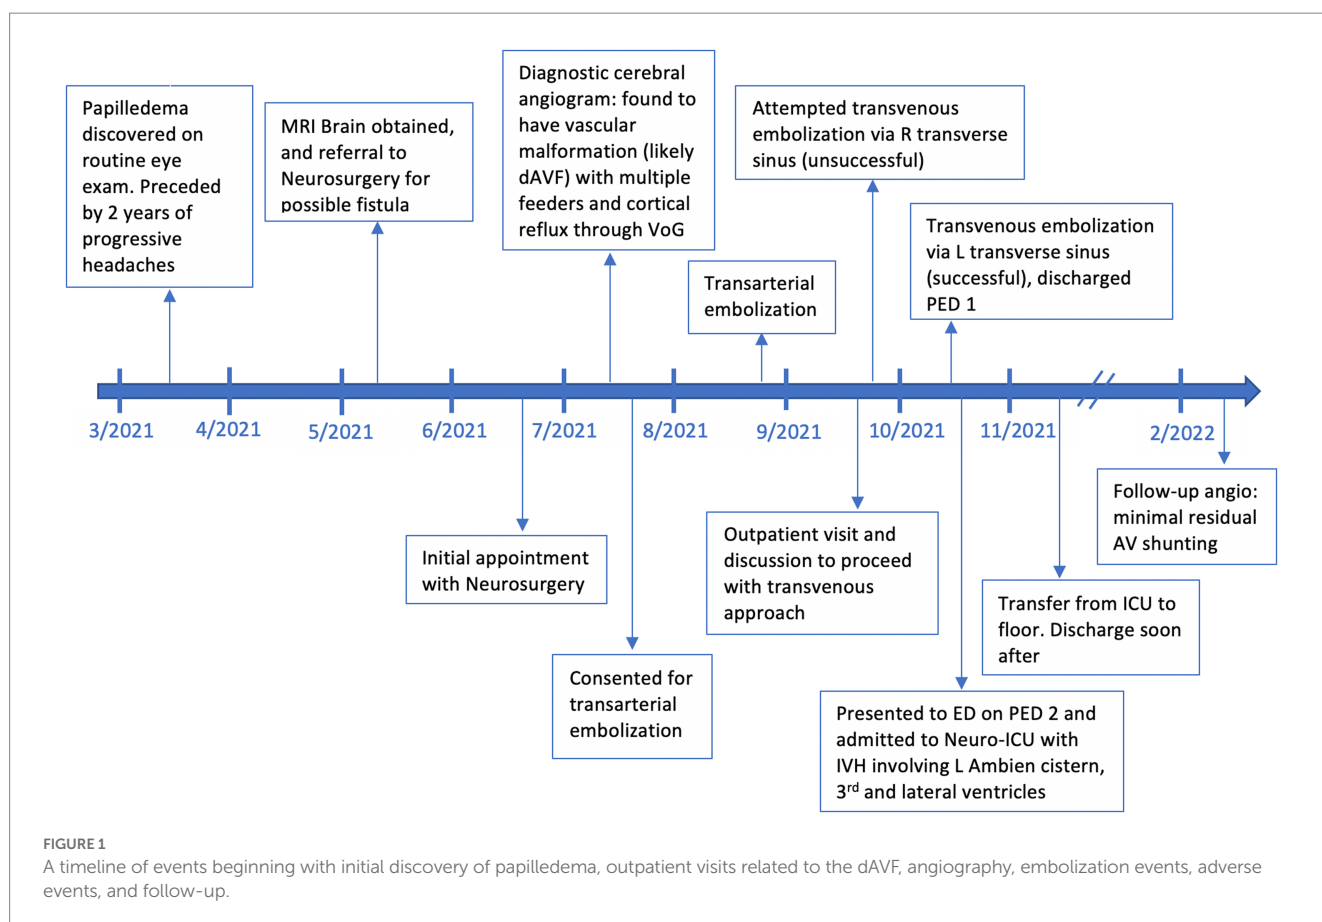 Papilledema
discovered on
routine eye
exam. Preceded
by 2 years of
progressive
headaches
MRI Brain obtained,
and referral to
Neurosurgery for
possible fistula
Diagnostic cerebral
angiogram: found to
have vascular
malformation (likely
dAVF) with multiple
feeders and cortical
reflux through VoG
Transarterial
embolization
Attempted transvenous
embolization via R transverse
sinus (unsuccessful)
Transvenous embolization
via L transverse sinus
(successful), discharged
PED 1
3/2021
4/2021
5/2021
6/2021
7/2021
8/2021
9/2021
10/2021
11/2021
2/2022
Initial appointment
with Neurosurgery
Consented for
transarterial
embolization
Outpatient visit and
discussion to proceed
with transvenous
approach
Presented to ED on PED 2 and
admitted to Neuro-ICU with
IVH involving L Ambien cistern,
3rd and lateral ventricles
Transfer from ICU to
floor. Discharge soon
after
Follow-up angio:
minimal residual
AV shunting
FIGURE 1
A timeline of events beginning with initial discovery of papilledema, outpatient visits related to the dAVF, angiography, embolization events, adverse
events, and follow-up.